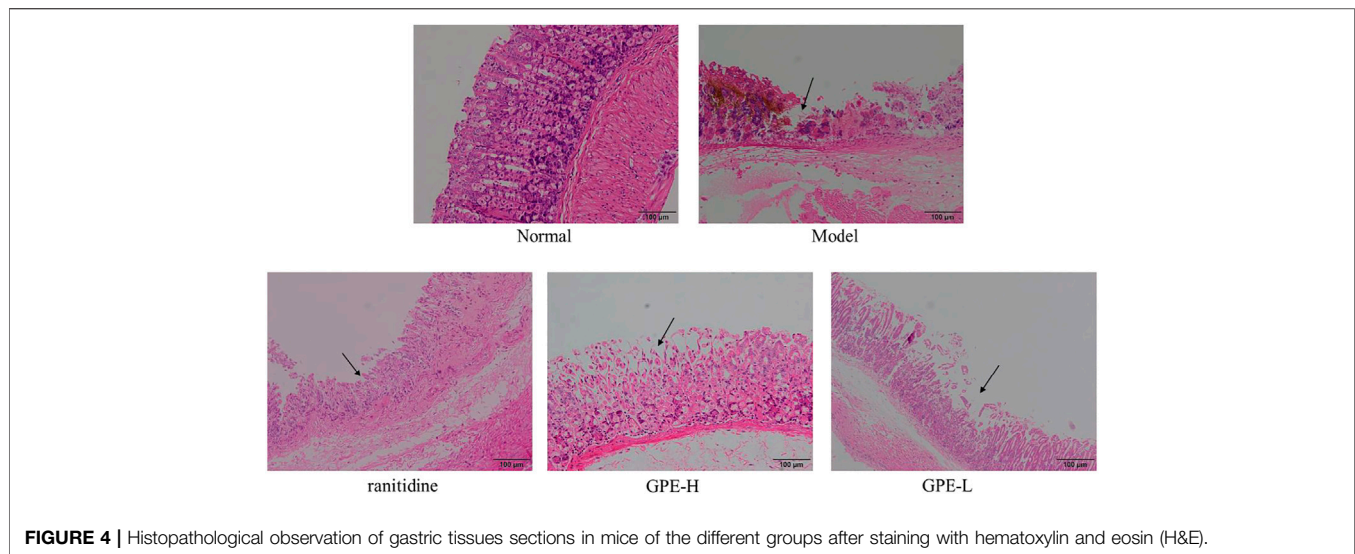 100 μm
100 μm
Normal
Model
100 μm
100 μm
100 μm
ranitidine
GPE-H
GPE-L
FIGURE 4 | Histopathological observation of gastric tissues sections in mice of the different groups after staining with hematoxylin and eosin (H&E).